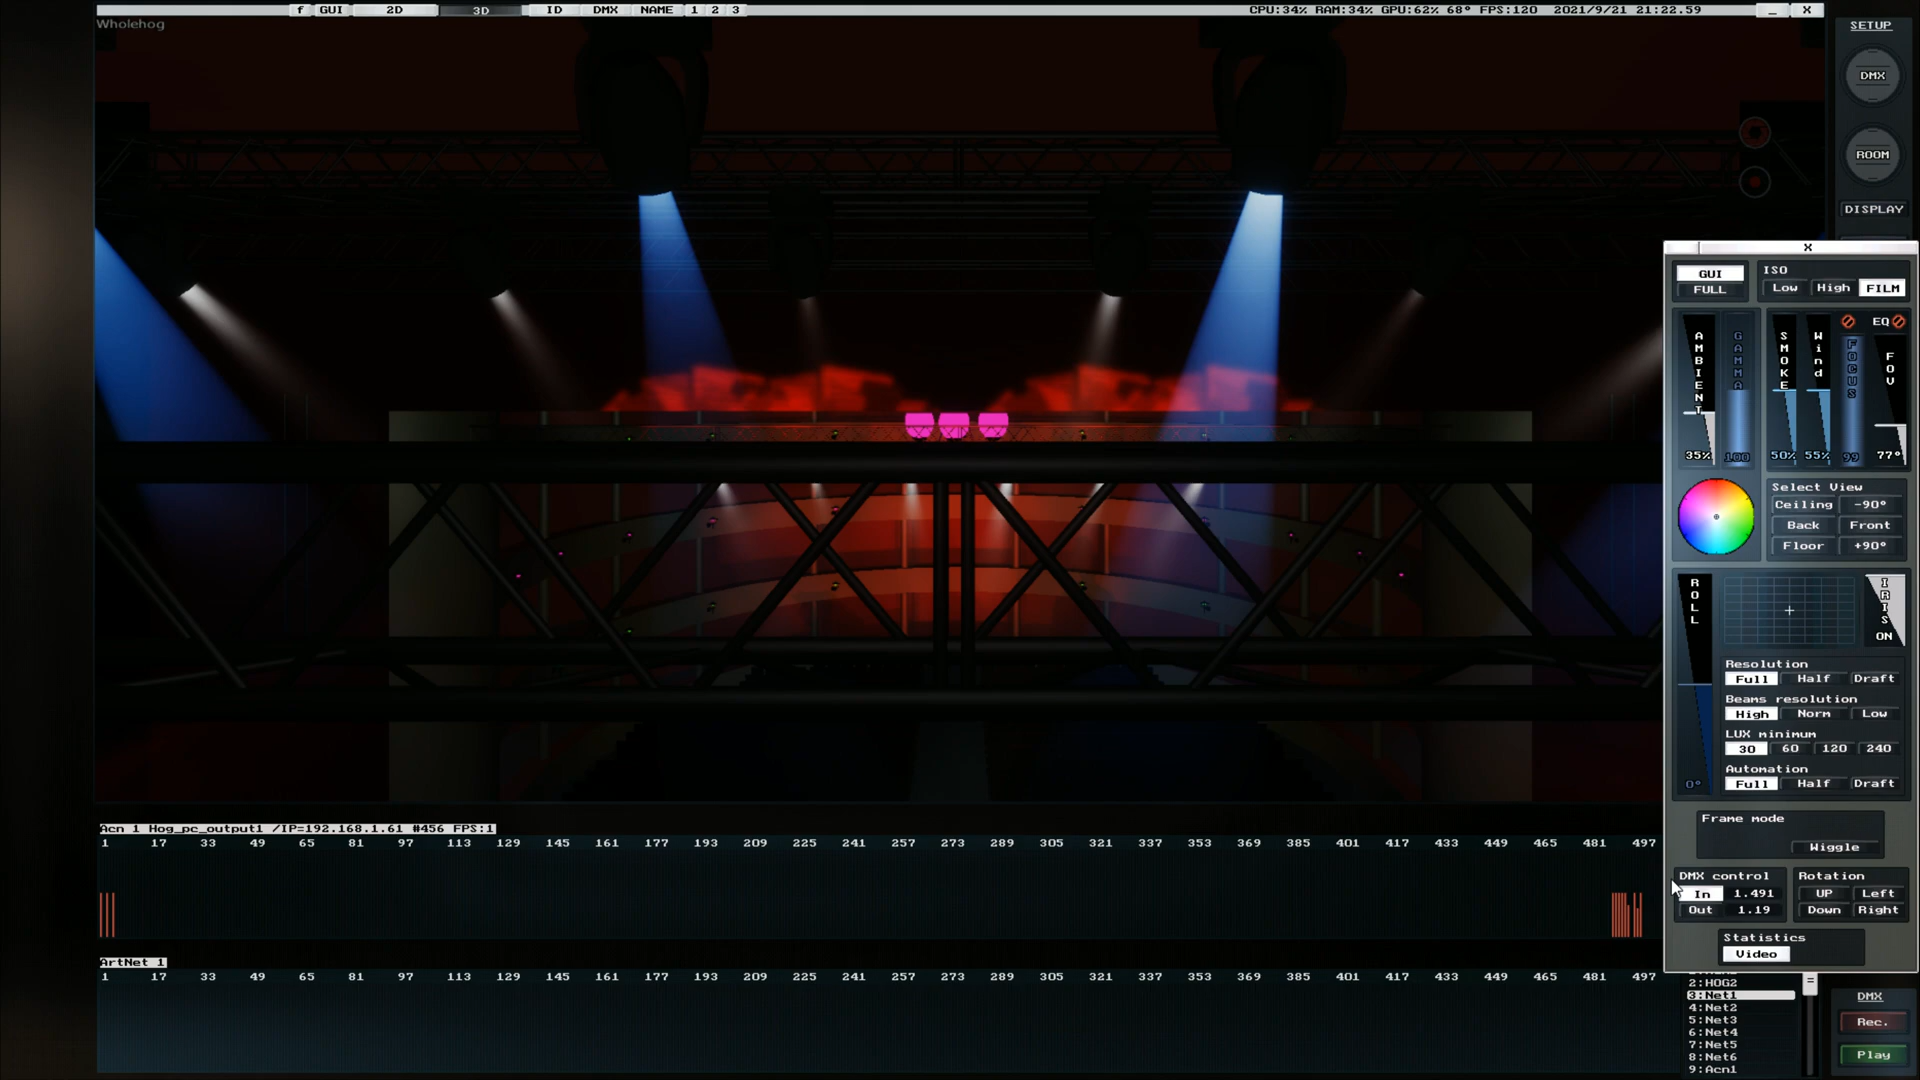 f GUI 2D 3D ID DMX NAME 1 2 3 CPU:34% RAM:34% GPU:62% 68° FPS:120 2021/9/21 21:22.59 _ X
Wholehog
SETUP
DMX
ROOM
DISPLAY
X
GUI
FULL
ISO
Low High FILM
AMBIENT
35%
GAMMA
100
SMOKE
50%
Wind
55%
FOCUS
99
EQ
FOV
77°
Select View
Ceiling -90°
Back Front
Floor +90°
ROLL
0°
IRIS
ON
Resolution
Full Half Draft
Beams resolution
High Norm Low
LUX minimum
30 60 120 240
Automation
Full Half Draft
Frame mode
Wiggle
DMX control
In 1.491
Out 1.19
Rotation
UP Left
Down Right
Statistics
Video
Acn 1 Hog_pc_output1 /IP=192.168.1.61 #456 FPS:1
1 17 33 49 65 81 97 113 129 145 161 177 193 209 225 241 257 273 289 305 321 337 353 369 385 401 417 433 449 465 481 497
ArtNet 1
1 17 33 49 65 81 97 113 129 145 161 177 193 209 225 241 257 273 289 305 321 337 353 369 385 401 417 433 449 465 481 497
2:HOG2
3:Net1
4:Net2
5:Net3
6:Net4
7:Net5
8:Net6
9:Acn1
DMX
Rec.
Play